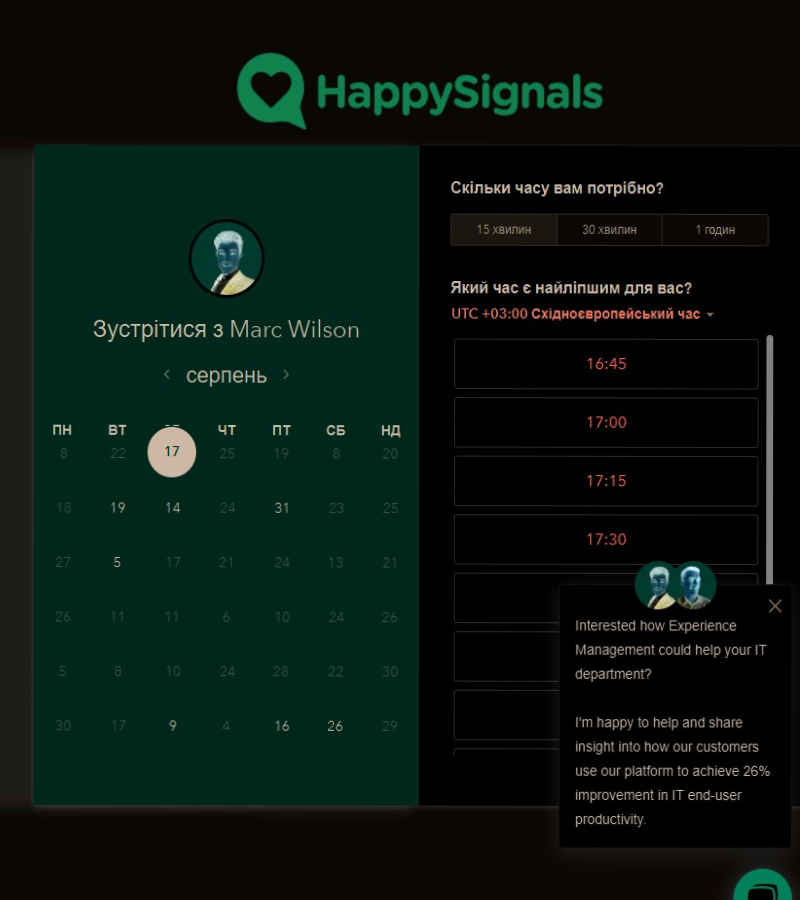 HappySignals
Зустрітися з Marc Wilson
серпень
ПН ВТ ЧТ ПТ СБ НД
8 22 17 25 19 8 20
18 19 14 24 31 23 25
27 5 17 21 24 13 21
26 11 11 6 10 24 26
5 8 10 24 28 22 30
30 17 9 4 16 26 29
Скільки часу вам потрібно?
15 хвилин 30 хвилин 1 годин
Який час є найліпшим для вас?
UTC +03:00 Східноєвропейський час
16:45
17:00
17:15
17:30
Interested how Experience
Management could help your IT
department?
I'm happy to help and share
insight into how our customers
use our platform to achieve 26%
improvement in IT end-user
productivity.